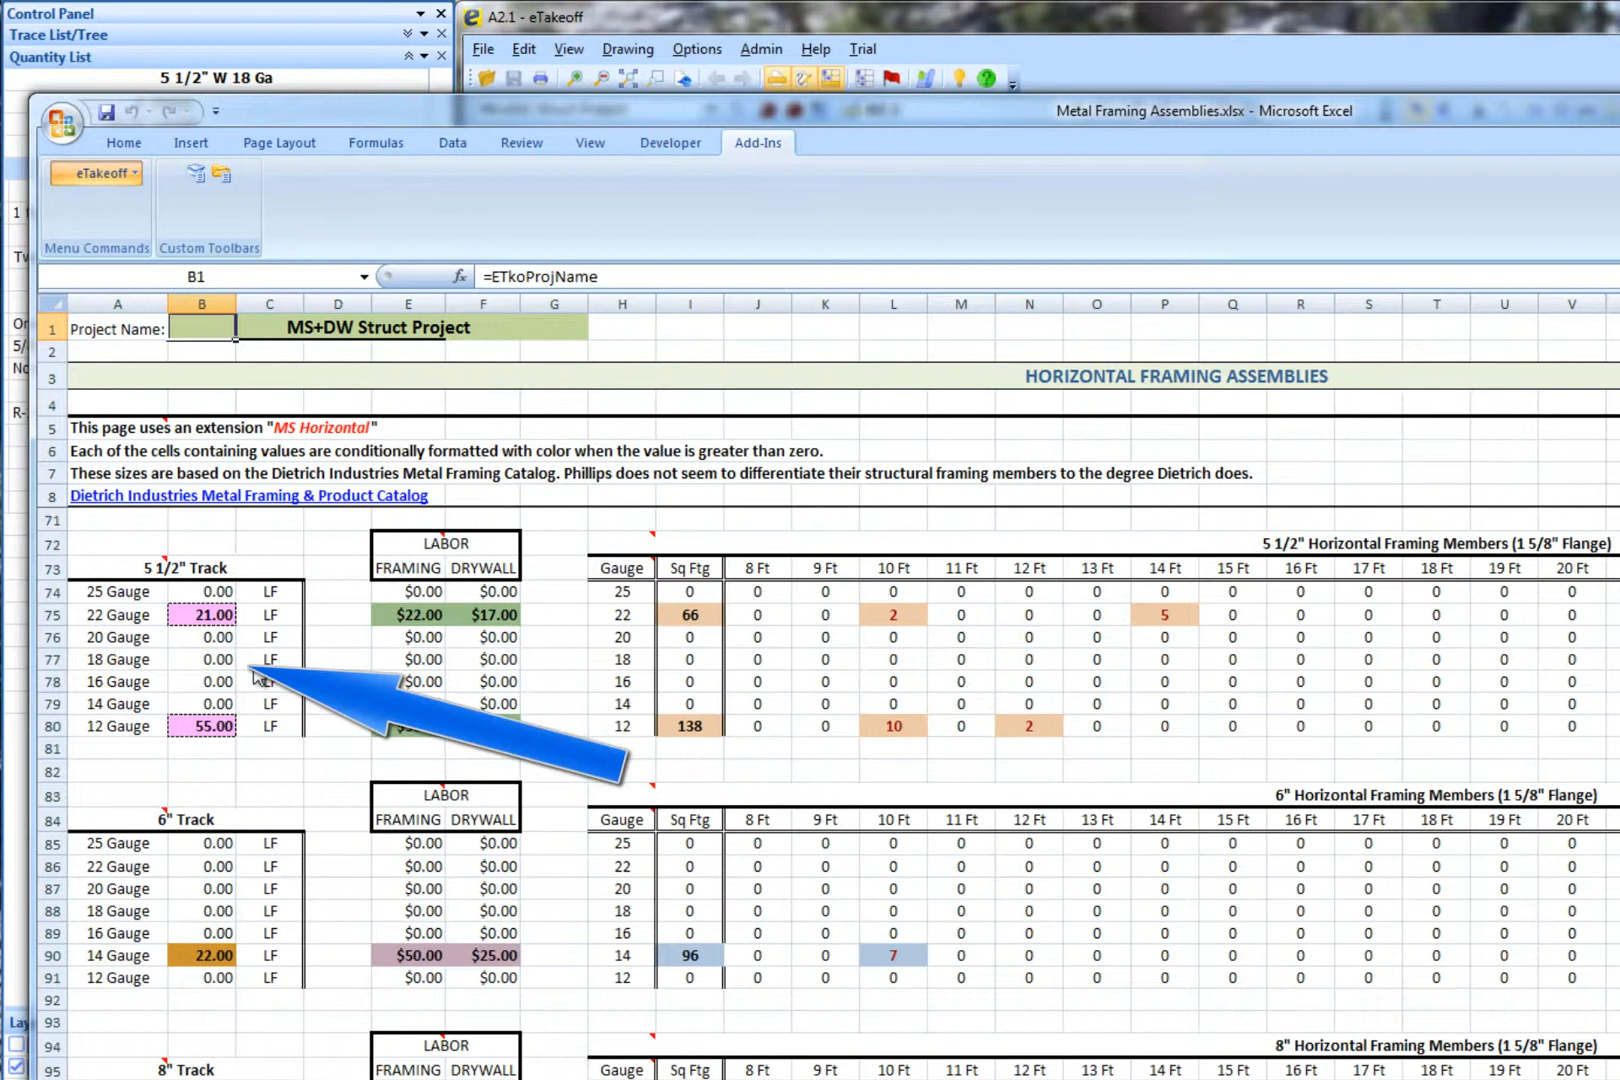 Control Panel
Trace List/Tree
Quantity List
5 1/2" W 18 Ga
A2.1 - eTakeoff
File Edit View Drawing Options Admin Help Trial
Metal Framing Assemblies.xlsx - Microsoft Excel
Home Insert Page Layout Formulas Data Review View Developer Add-Ins
eTakeoff
Menu Commands Custom Toolbars
B1 fx =ETkoProjName
A B C D E F G H I J K L M N O P Q R S T U V
1 Project Name: MS+DW Struct Project
2
3 HORIZONTAL FRAMING ASSEMBLIES
4
5 This page uses an extension "MS Horizontal"
6 Each of the cells containing values are conditionally formatted with color when the value is greater than zero.
7 These sizes are based on the Dietrich Industries Metal Framing Catalog. Phillips does not seem to differentiate their structural framing members to the degree Dietrich does.
8 Dietrich Industries Metal Framing & Product Catalog
71
72 LABOR 5 1/2" Horizontal Framing Members (1 5/8" Flange)
73 5 1/2" Track FRAMING DRYWALL Gauge Sq Ftg 8 Ft 9 Ft 10 Ft 11 Ft 12 Ft 13 Ft 14 Ft 15 Ft 16 Ft 17 Ft 18 Ft 19 Ft 20 Ft
74 25 Gauge 0.00 LF $0.00 $0.00 25 0 0 0 0 0 0 0 0 0 0 0 0 0 0
75 22 Gauge 21.00 LF $22.00 $17.00 22 66 0 0 2 0 0 0 5 0 0 0 0 0 0
76 20 Gauge 0.00 LF $0.00 $0.00 20 0 0 0 0 0 0 0 0 0 0 0 0 0 0
77 18 Gauge 0.00 LF $0.00 $0.00 18 0 0 0 0 0 0 0 0 0 0 0 0 0 0
78 16 Gauge 0.00 LF $0.00 $0.00 16 0 0 0 0 0 0 0 0 0 0 0 0 0 0
79 14 Gauge 0.00 LF $0.00 14 0 0 0 0 0 0 0 0 0 0 0 0 0 0
80 12 Gauge 55.00 LF 12 138 0 0 10 0 2 0 0 0 0 0 0 0 0
81
82
83 LABOR 6" Horizontal Framing Members (1 5/8" Flange)
84 6" Track FRAMING DRYWALL Gauge Sq Ftg 8 Ft 9 Ft 10 Ft 11 Ft 12 Ft 13 Ft 14 Ft 15 Ft 16 Ft 17 Ft 18 Ft 19 Ft 20 Ft
85 25 Gauge 0.00 LF $0.00 $0.00 25 0 0 0 0 0 0 0 0 0 0 0 0 0 0
86 22 Gauge 0.00 LF $0.00 $0.00 22 0 0 0 0 0 0 0 0 0 0 0 0 0 0
87 20 Gauge 0.00 LF $0.00 $0.00 20 0 0 0 0 0 0 0 0 0 0 0 0 0 0
88 18 Gauge 0.00 LF $0.00 $0.00 18 0 0 0 0 0 0 0 0 0 0 0 0 0 0
89 16 Gauge 0.00 LF $0.00 $0.00 16 0 0 0 0 0 0 0 0 0 0 0 0 0 0
90 14 Gauge 22.00 LF $50.00 $25.00 14 96 0 0 7 0 0 0 0 0 0 0 0 0 0
91 12 Gauge 0.00 LF $0.00 $0.00 12 0 0 0 0 0 0 0 0 0 0 0 0 0 0
92
93
94 LABOR 8" Horizontal Framing Members (1 5/8" Flange)
95 8" Track FRAMING DRYWALL Gauge Sq Ftg 8 Ft 9 Ft 10 Ft 11 Ft 12 Ft 13 Ft 14 Ft 15 Ft 16 Ft 17 Ft 18 Ft 19 Ft 20 Ft